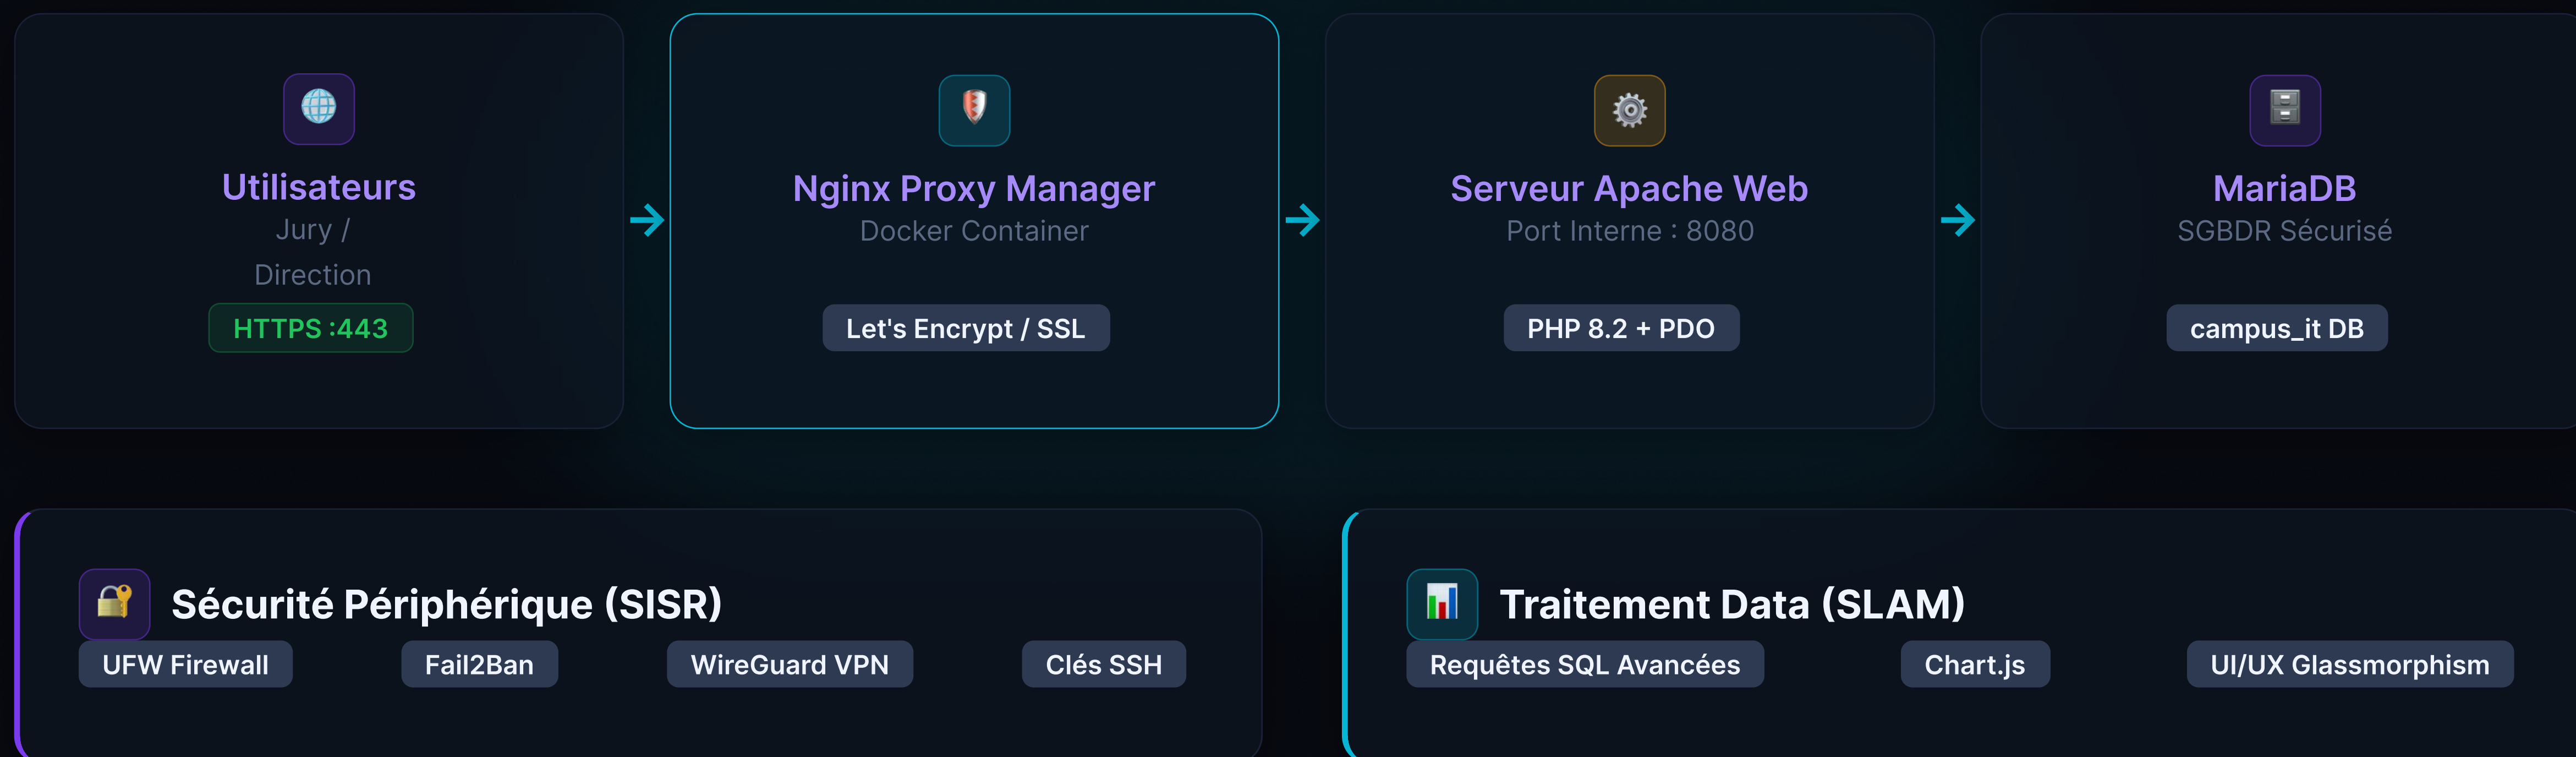 Utilisateurs
Jury /
Direction
HTTPS :443
Nginx Proxy Manager
Docker Container
Let's Encrypt / SSL
Serveur Apache Web
Port Interne : 8080
PHP 8.2 + PDO
MariaDB
SGBDR Sécurisé
campus_it DB
Sécurité Périphérique (SISR)
UFW Firewall
Fail2Ban
WireGuard VPN
Clés SSH
Traitement Data (SLAM)
Requêtes SQL Avancées
Chart.js
UI/UX Glassmorphism